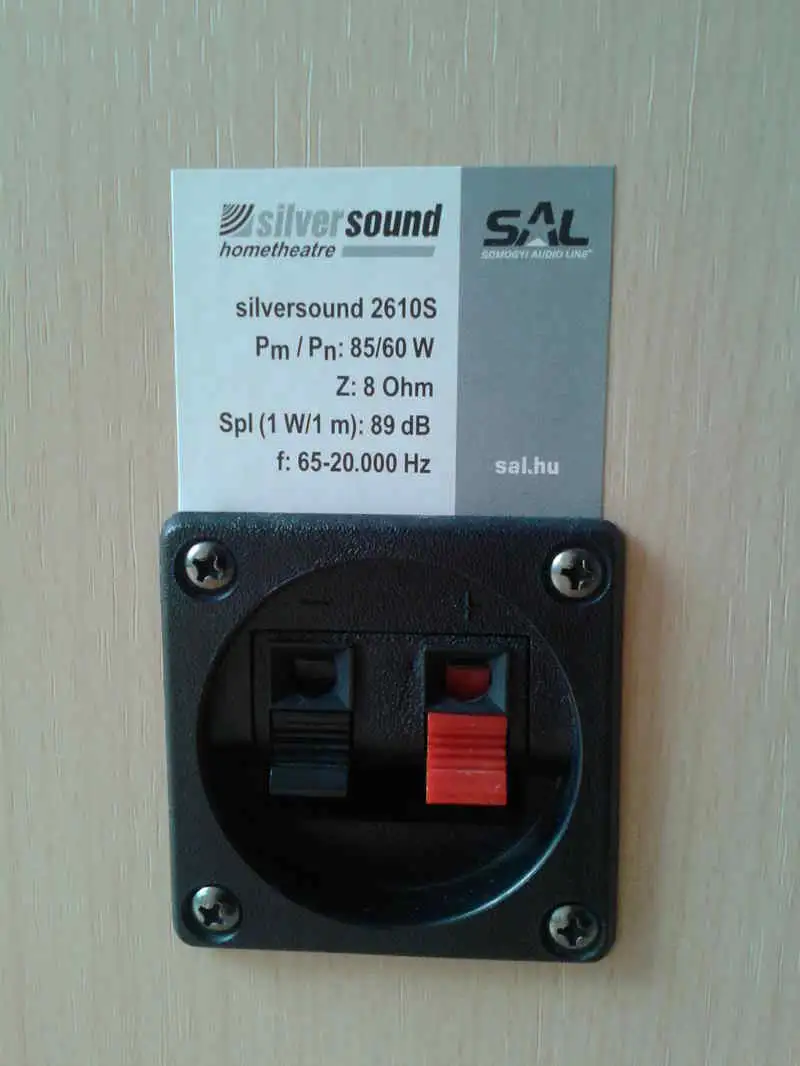 silversound
hometheatre
SAL
SOMOGYI AUDIO LINE™
silversound 2610S
Pm / Pn: 85/60 W
Z: 8 Ohm
Spl (1 W/1 m): 89 dB
f: 65-20.000 Hz
sal.hu
− +